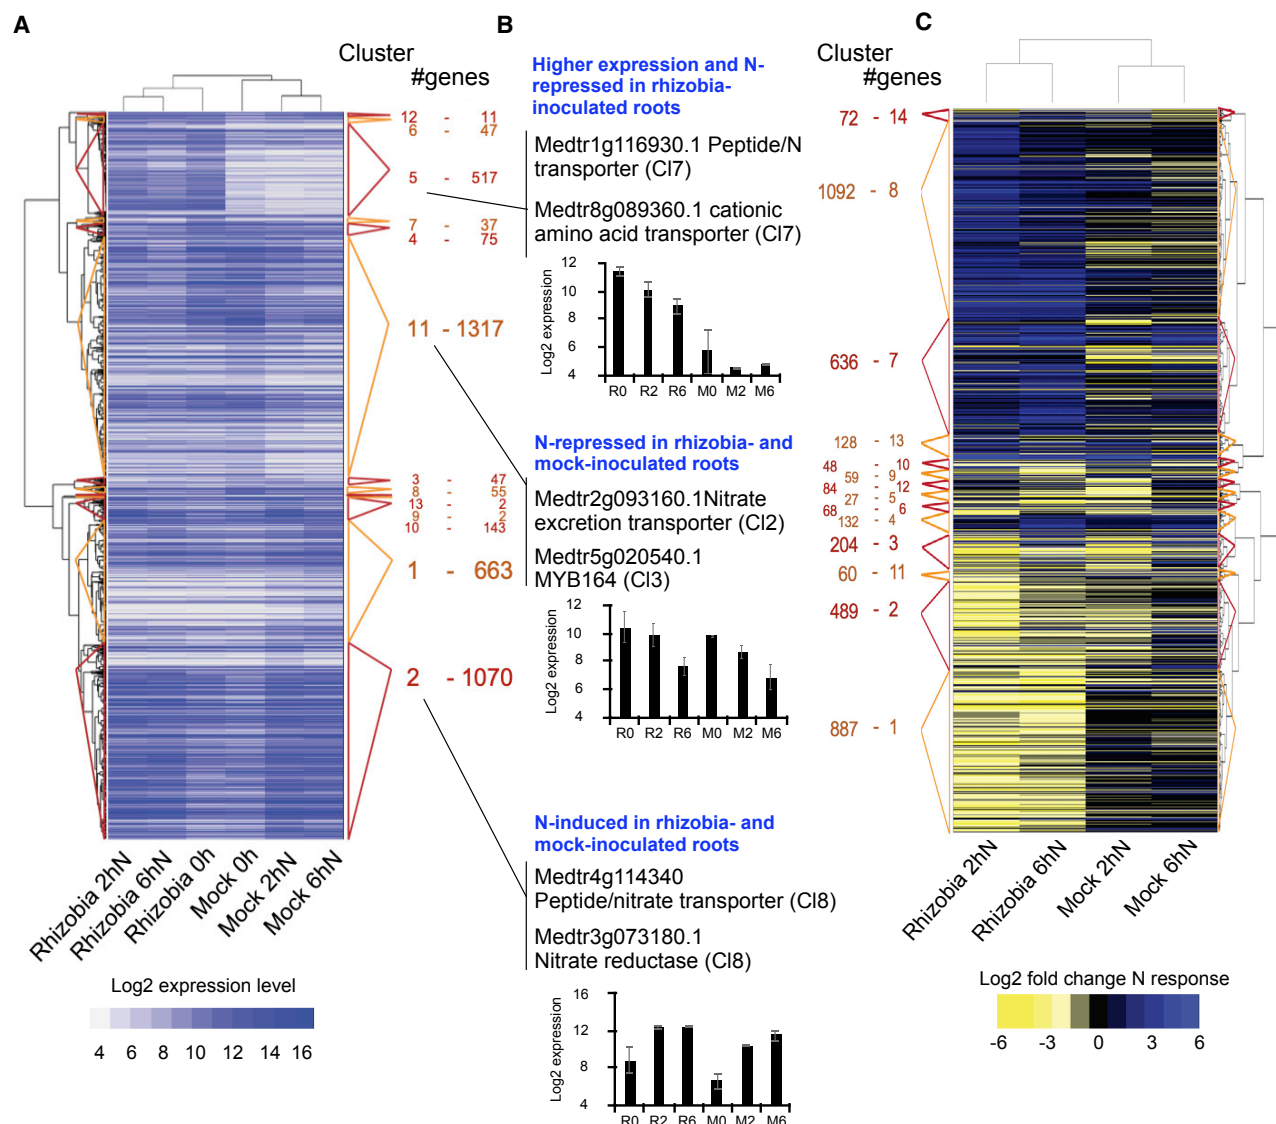 A
Cluster
#genes
12 - 11
6 - 47
5 - 517
7 - 37
4 - 75
11 - 1317
3 - 47
8 - 55
13 - 2
9 - 2
10 - 143
1 - 663
2 - 1070
Rhizobia 2hN
Rhizobia 6hN
Rhizobia 0h
Mock 0h
Mock 2hN
Mock 6hN
Log2 expression level
4 6 8 10 12 14 16
B
Higher expression and N-
repressed in rhizobia-
inoculated roots
Medtr1g116930.1 Peptide/N
transporter (Cl7)
Medtr8g089360.1 cationic
amino acid transporter (Cl7)
Log2 expression
12
10
8
6
4
R0 R2 R6 M0 M2 M6
N-repressed in rhizobia- and
mock-inoculated roots
Medtr2g093160.1Nitrate
excretion transporter (Cl2)
Medtr5g020540.1
MYB164 (Cl3)
Log2 expression
12
10
8
6
4
R0 R2 R6 M0 M2 M6
N-induced in rhizobia- and
mock-inoculated roots
Medtr4g114340
Peptide/nitrate transporter (Cl8)
Medtr3g073180.1
Nitrate reductase (Cl8)
Log2 expression
16
12
8
4
R0 R2 R6 M0 M2 M6
C
Cluster
#genes
72 - 14
1092 - 8
636 - 7
128 - 13
48 - 10
59 - 9
84 - 12
27 - 5
68 - 6
132 - 4
204 - 3
60 - 11
489 - 2
887 - 1
Rhizobia 2hN
Rhizobia 6hN
Mock 2hN
Mock 6hN
Log2 fold change N response
-6 -3 0 3 6